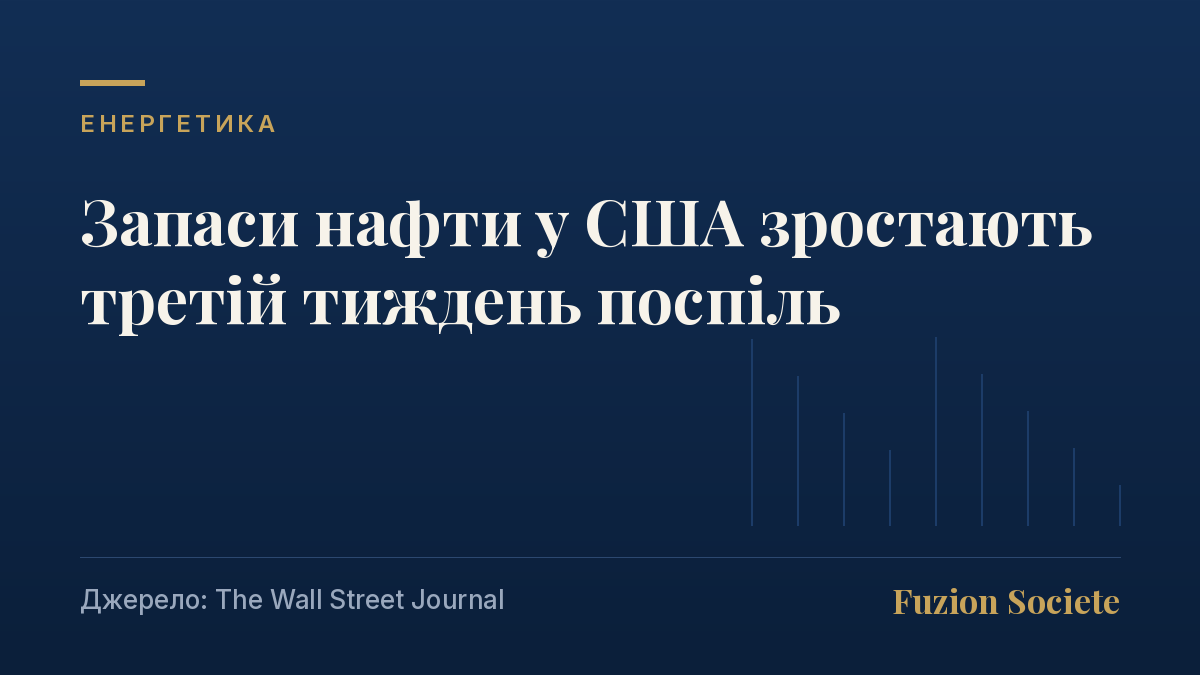 ЕНЕРГЕТИКА
Запаси нафти у США зростають
третій тиждень поспіль
Джерело: The Wall Street Journal
Fuzion Societe